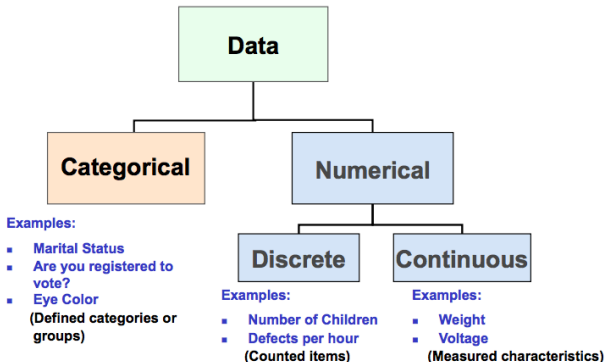 Data
Categorical
Numerical
Examples:
▪ Marital Status
▪ Are you registered to
vote?
▪ Eye Color
(Defined categories or
groups)
Discrete
Continuous
Examples:
▪ Number of Children
▪ Defects per hour
(Counted items)
Examples:
▪ Weight
▪ Voltage
(Measured characteristics)